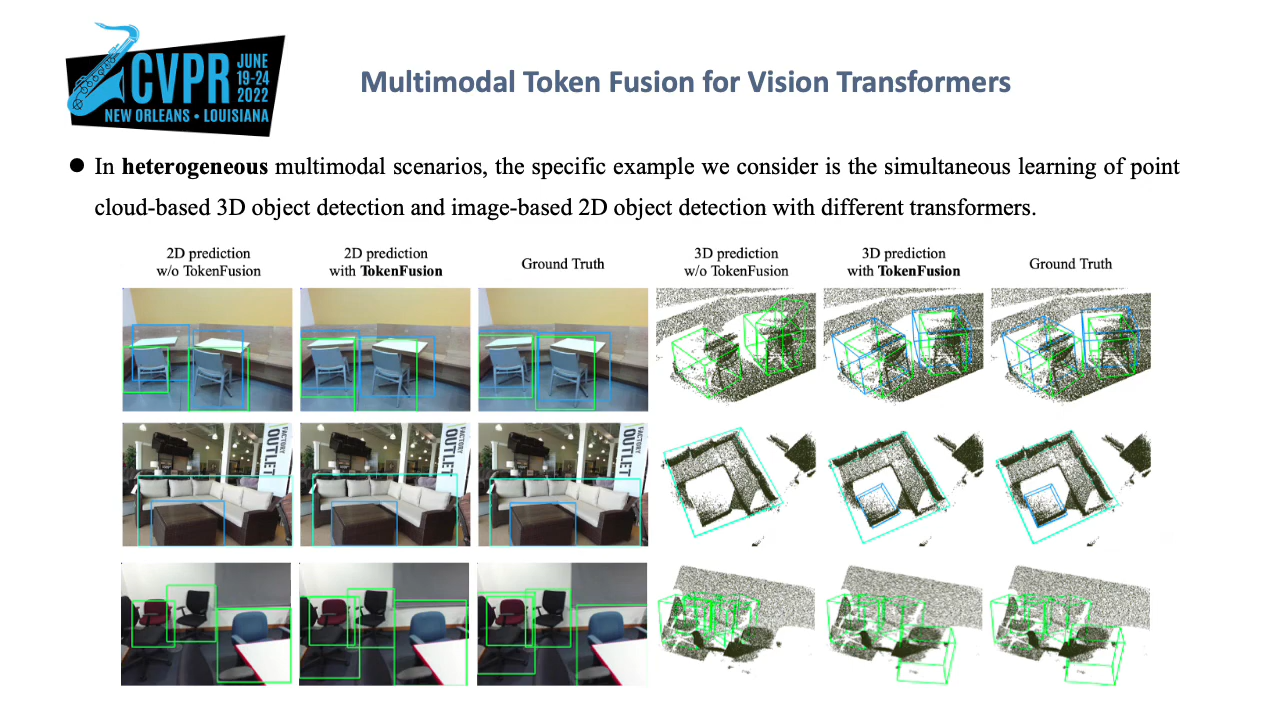 CVPR
JUNE
19-24
2022
NEW ORLEANS • LOUISIANA
Multimodal Token Fusion for Vision Transformers
● In heterogeneous multimodal scenarios, the specific example we consider is the simultaneous learning of point
cloud-based 3D object detection and image-based 2D object detection with different transformers.
2D prediction
w/o TokenFusion
2D prediction
with TokenFusion
Ground Truth
3D prediction
w/o TokenFusion
3D prediction
with TokenFusion
Ground Truth
FACTORY
OUTLET
FACTORY
OUTLET
FACTORY
OUTLET